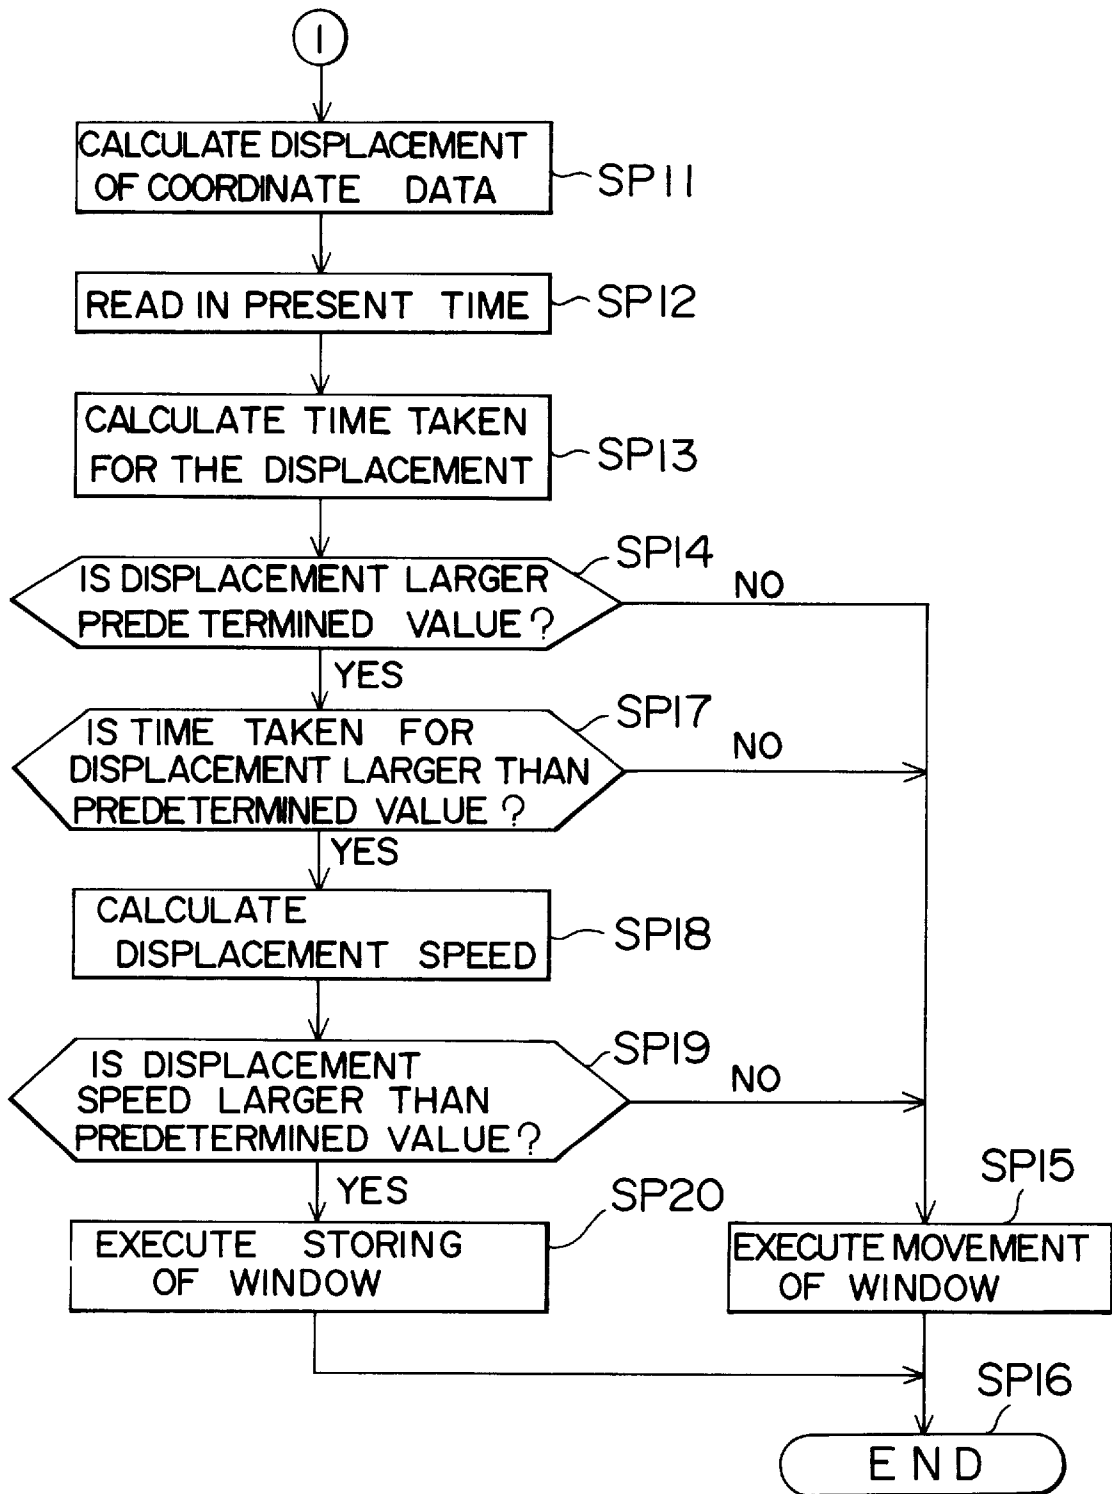 1
CALCULATE DISPLACEMENT
OF COORDINATE DATA
SP11
READ IN PRESENT TIME
SP12
CALCULATE TIME TAKEN
FOR THE DISPLACEMENT
SP13
IS DISPLACEMENT LARGER
PREDETERMINED VALUE?
SP14
NO
YES
IS TIME TAKEN FOR
DISPLACEMENT LARGER THAN
PREDETERMINED VALUE?
SP17
NO
YES
CALCULATE
DISPLACEMENT SPEED
SP18
IS DISPLACEMENT
SPEED LARGER THAN
PREDETERMINED VALUE?
SP19
NO
YES
EXECUTE STORING
OF WINDOW
SP20
SP15
EXECUTE MOVEMENT
OF WINDOW
SP16
END